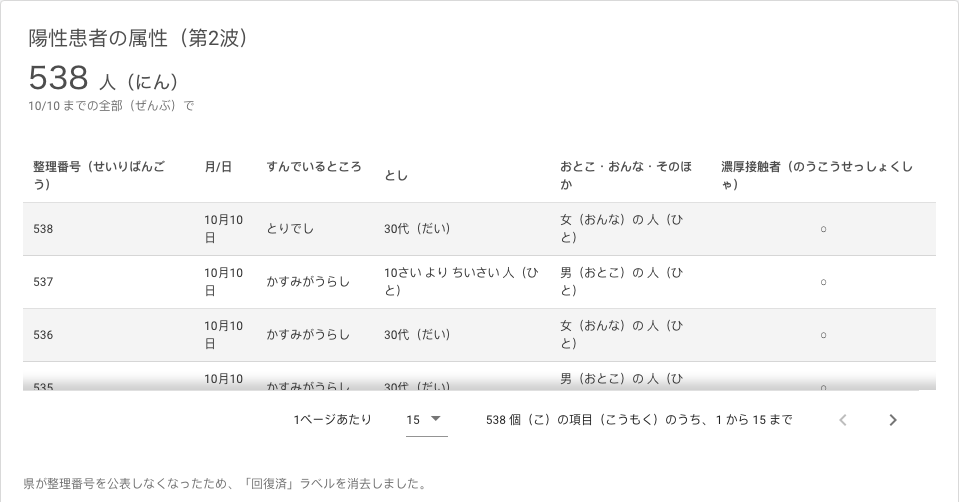 陽性患者の属性（第2波）
538 人（にん）
10/10 までの全部（ぜんぶ）で
整理番号（せいりばんご
う）
月/日
すんでいるところ
とし
おとこ・おんな・そのほ
か
濃厚接触者（のうこうせっしょくし
ゃ）
538
10月10
日
とりでし
30代（だい）
女（おんな）の 人（ひ
と）
○
537
10月10
日
かすみがうらし
10さい より ちいさい 人（ひ
と）
男（おとこ）の 人（ひ
と）
○
536
10月10
日
かすみがうらし
30代（だい）
女（おんな）の 人（ひ
と）
○
535
10月10
かすみがうらし
30代（だい）
男（おとこ）の 人（ひ
○
1ページあたり
15
538 個（こ）の項目（こうもく）のうち、1 から 15 まで
県が整理番号を公表しなくなったため、「回復済」ラベルを消去しました。